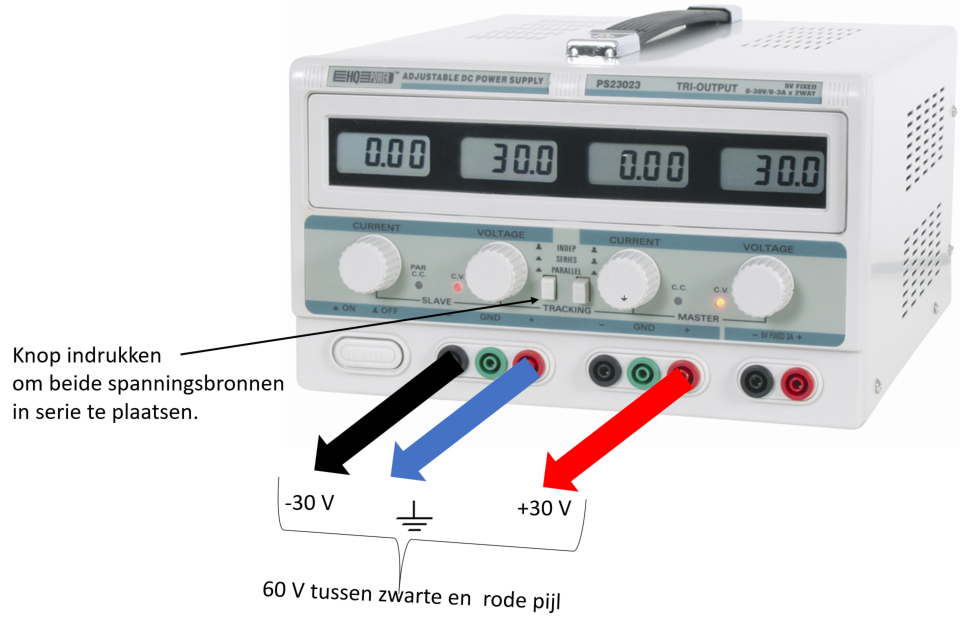 HQ POWER™ ADJUSTABLE DC POWER SUPPLY
PS23023 TRI-OUTPUT 5V FIXED
0-30V/0-3A x 2WAY
0.00 30.0 0.00 30.0
CURRENT VOLTAGE CURRENT VOLTAGE
INDEP
SERIES
PARALLEL
PAR
C.C. C.V. C.C. C.V.
SLAVE TRACKING MASTER
ON OFF
GND + - GND + - 5V FIXED 3A +
Knop indrukken
om beide spanningsbronnen
in serie te plaatsen.
-30 V +30 V
60 V tussen zwarte en rode pijl